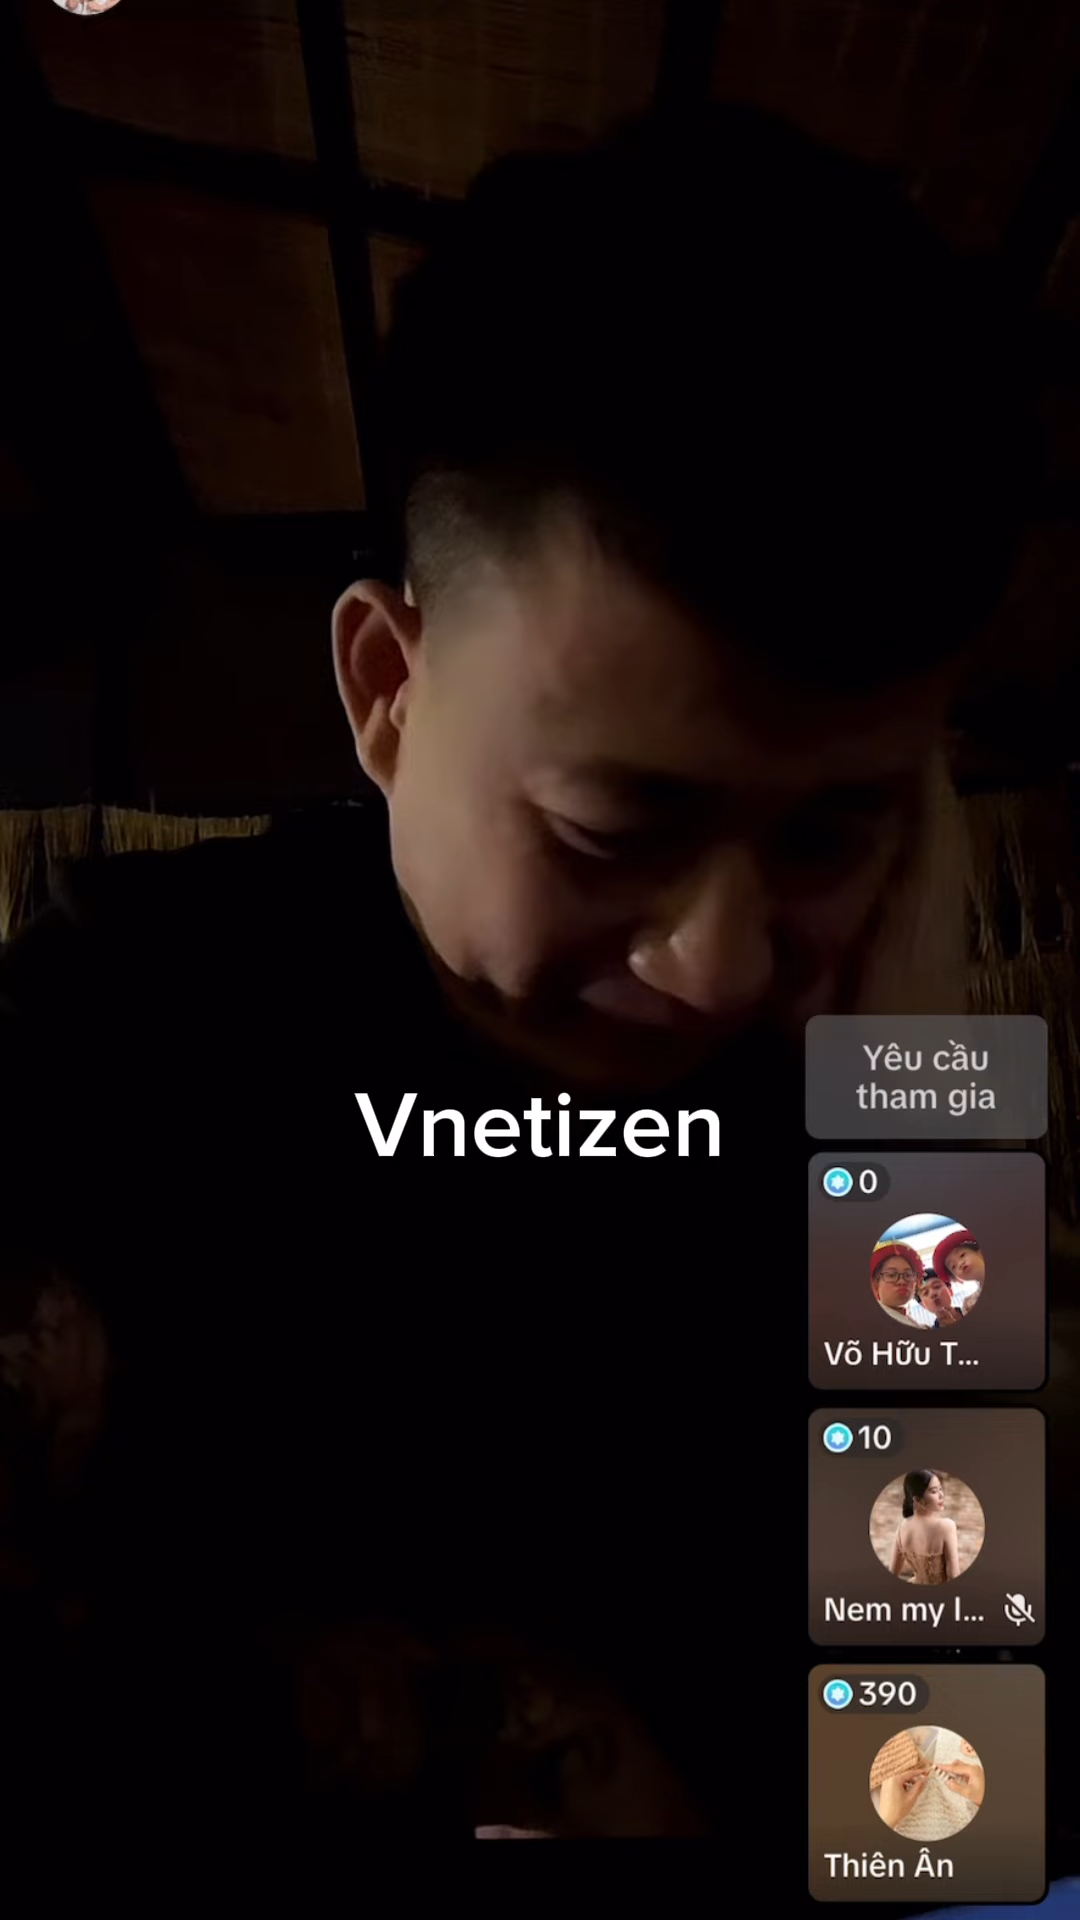 Vnetizen
Yêu cầu
tham gia
0
Võ Hữu T...
10
Nem my l...
390
Thiên Ân